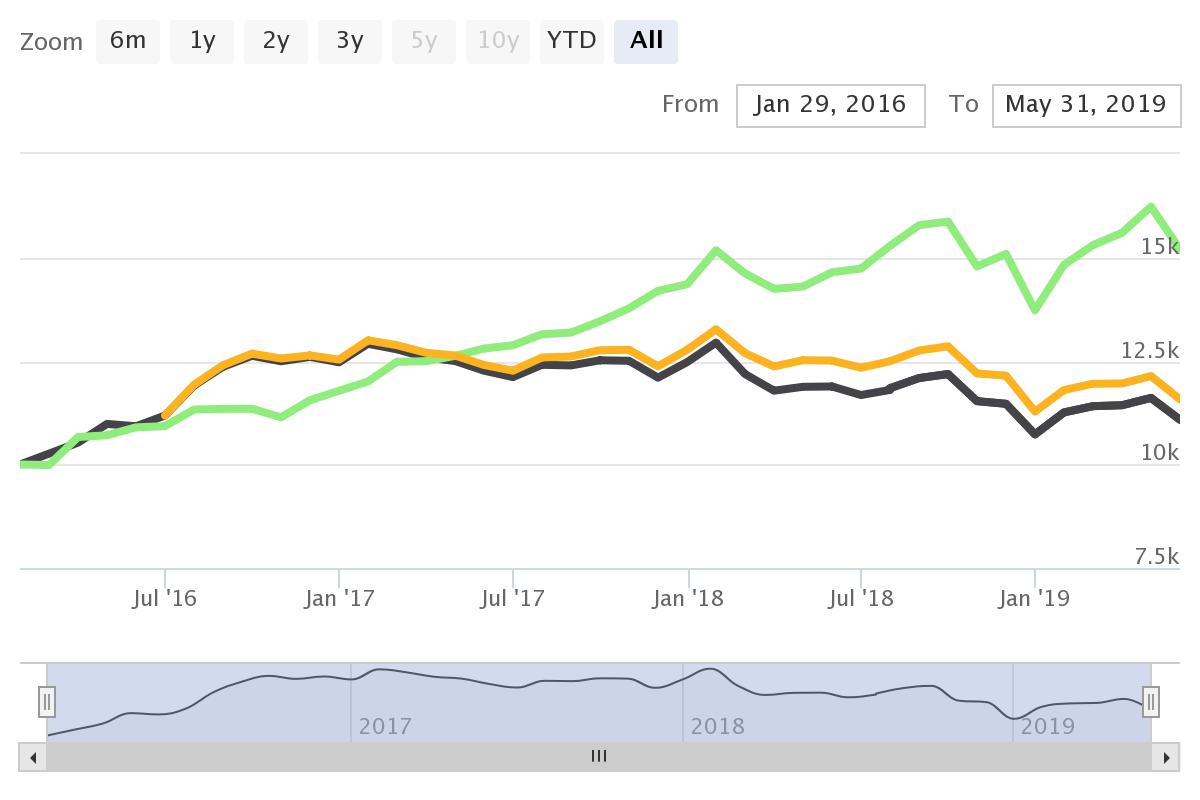 Zoom 6m 1y 2y 3y 5y 10y YTD All
From Jan 29, 2016 To May 31, 2019
15k
12.5k
10k
7.5k
Jul '16 Jan '17 Jul '17 Jan '18 Jul '18 Jan '19
2017 2018 2019